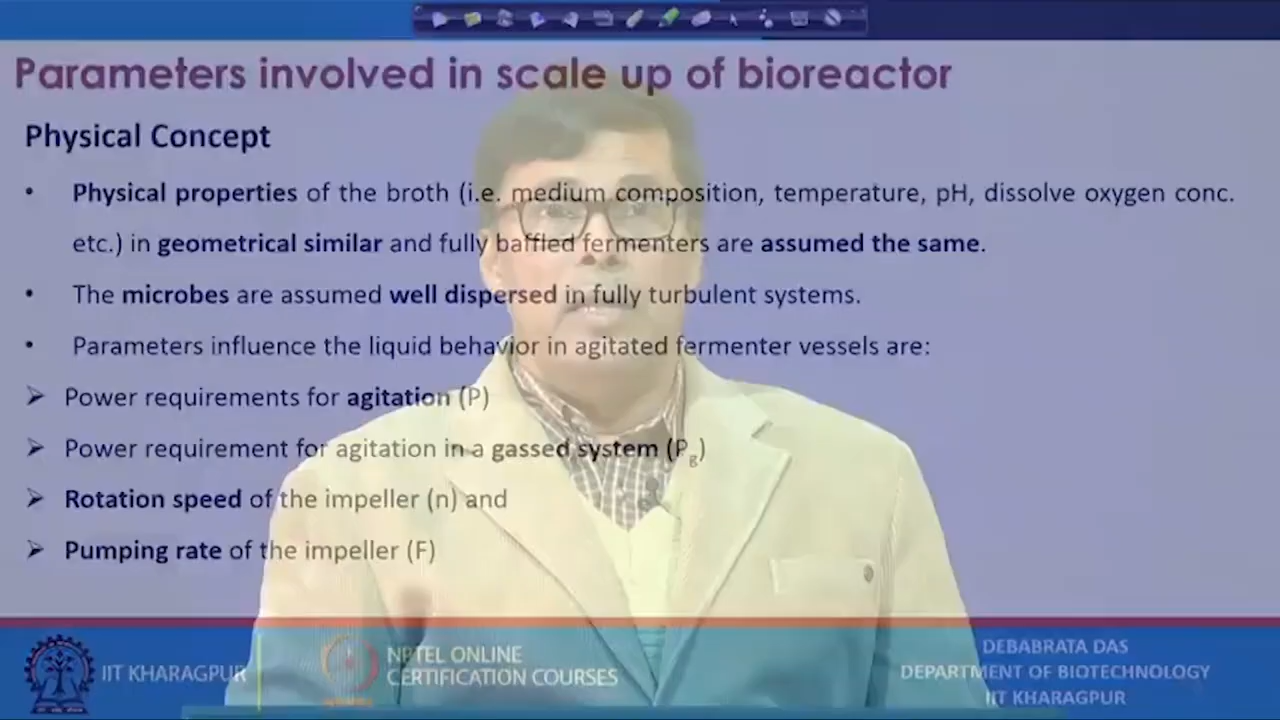 Parameters involved in scale up of bioreactor
Physical Concept
• Physical properties of the broth (i.e. medium composition, temperature, pH, dissolve oxygen conc.
etc.) in geometrical similar and fully baffled fermenters are assumed the same.
• The microbes are assumed well dispersed in fully turbulent systems.
• Parameters influence the liquid behavior in agitated fermenter vessels are:
➢ Power requirements for agitation (P)
➢ Power requirement for agitation in a gassed system (Pg)
➢ Rotation speed of the impeller (n) and
➢ Pumping rate of the impeller (F)
IIT KHARAGPUR
NPTEL ONLINE
CERTIFICATION COURSES
DEBABRATA DAS
DEPARTMENT OF BIOTECHNOLOGY
IIT KHARAGPUR